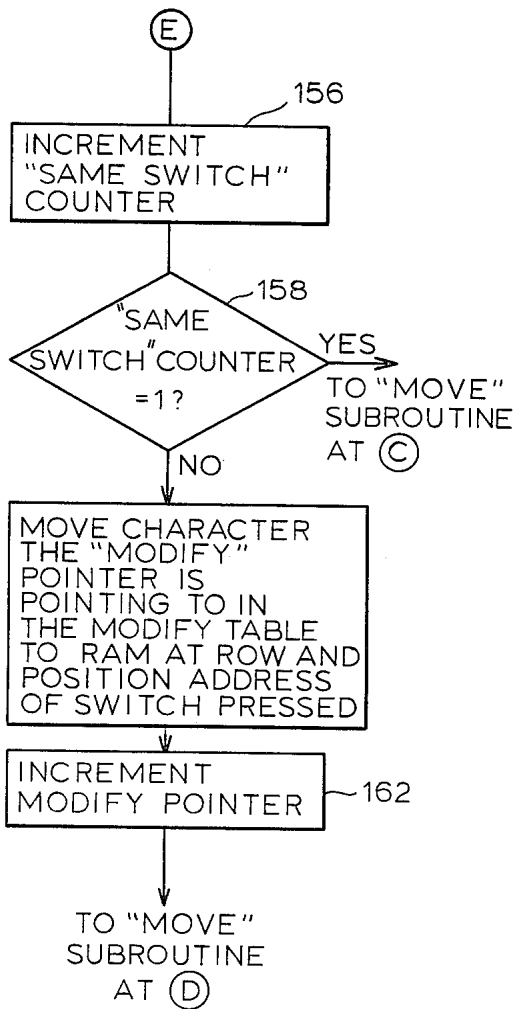 E
156
INCREMENT
"SAME SWITCH"
COUNTER
158
"SAME
SWITCH" COUNTER
=1?
YES
TO "MOVE"
SUBROUTINE
AT C
NO
MOVE CHARACTER
THE "MODIFY"
POINTER IS
POINTING TO IN
THE MODIFY TABLE
TO RAM AT ROW AND
POSITION ADDRESS
OF SWITCH PRESSED
INCREMENT
MODIFY POINTER
162
TO "MOVE"
SUBROUTINE
AT D